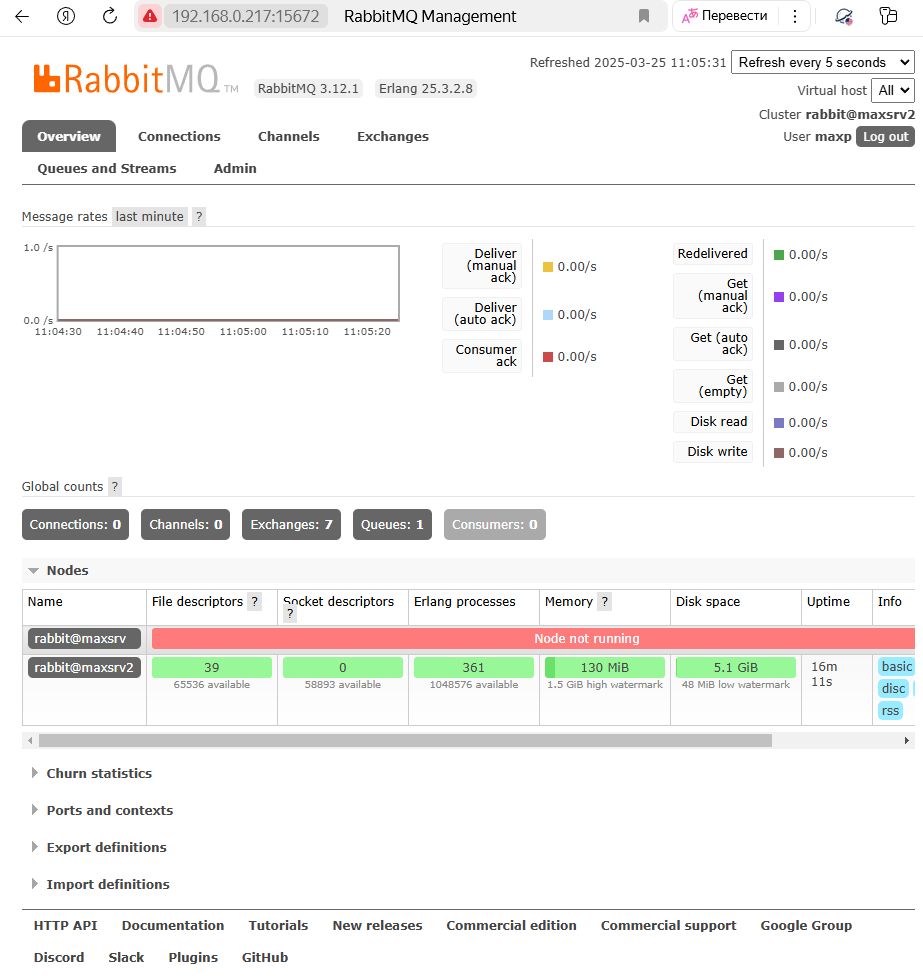 192.168.0.217:15672 RabbitMQ Management Перевести
Refreshed 2025-03-25 11:05:31 Refresh every 5 seconds
RabbitMQ TM RabbitMQ 3.12.1 Erlang 25.3.2.8
Virtual host All
Cluster rabbit@maxsrv2
User maxp Log out
Overview Connections Channels Exchanges
Queues and Streams Admin
Message rates last minute ?
1.0 /s
0.0 /s
11:04:30 11:04:40 11:04:50 11:05:00 11:05:10 11:05:20
Deliver (manual ack) 0.00/s
Deliver (auto ack) 0.00/s
Consumer ack 0.00/s
Redelivered 0.00/s
Get (manual ack) 0.00/s
Get (auto ack) 0.00/s
Get (empty) 0.00/s
Disk read 0.00/s
Disk write 0.00/s
Global counts ?
Connections: 0 Channels: 0 Exchanges: 7 Queues: 1 Consumers: 0
Nodes
Name File descriptors ? Socket descriptors ? Erlang processes Memory ? Disk space Uptime Info
rabbit@maxsrv Node not running
rabbit@maxsrv2 39 0 361 130 MiB 5.1 GiB 16m 11s basic
65536 available 58893 available 1048576 available 1.5 GiB high watermark 48 MiB low watermark disc
rss
Churn statistics
Ports and contexts
Export definitions
Import definitions
HTTP API Documentation Tutorials New releases Commercial edition Commercial support Google Group
Discord Slack Plugins GitHub